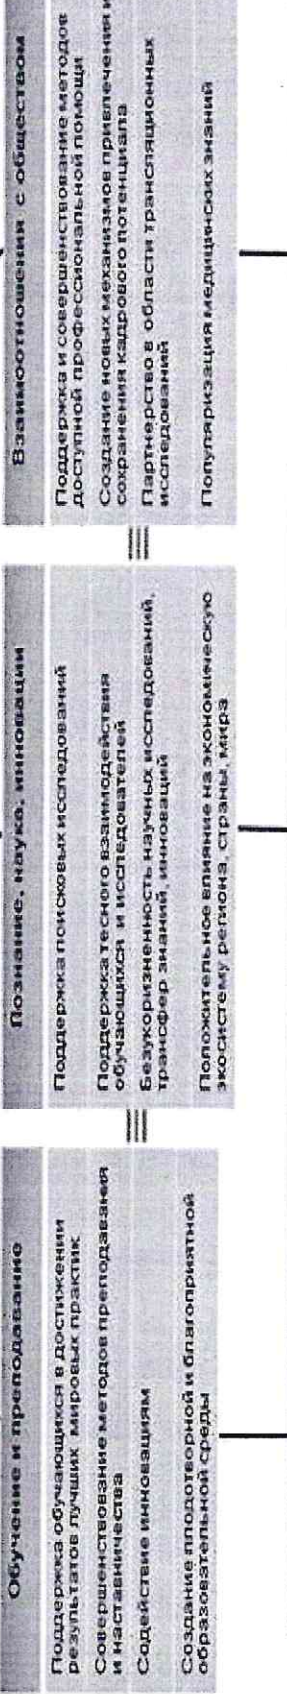 Обучение и преподавание
Поддержка обучающихся в достижении
результатов лучших мировых практик
Совершенствование методов преподавания
и наставничества
Содействие инновациям
Создание плодотворной и благоприятной
образовательной среды
Познание, наука, инновации
Поддержка поисковых исследований
Поддержка тесного взаимодействия
обучающихся и исследователей
Безукоризненность научных исследований,
трансфер знаний, инноваций
Положительное влияние на экономическую
экосистему региона, страны, мира
Взаимоотношения с обществом
Поддержка и совершенствование методов
доступной профессиональной помощи
Создание новых механизмов привлечения и
сохранения кадрового потенциала
Партнерство в области трансляционных
исследований
Популяризация медицинских знаний